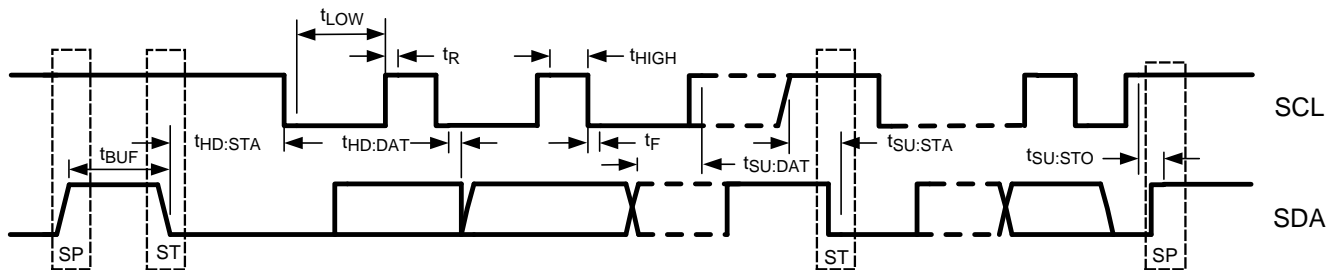 tLOW
tR
tHIGH
SCL
tHD:STA
tHD:DAT
tF
tSU:DAT
tSU:STA
tSU:STO
tBUF
SDA
SP
ST
ST
SP